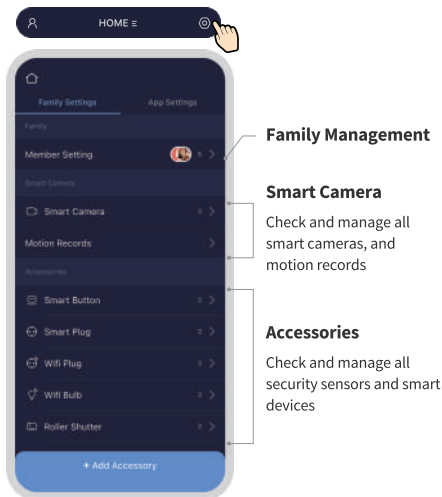 HOME
Family Settings App Settings
Family
Member Setting 5
Family Management
Smart Camera
Smart Camera
Smart Camera
Check and manage all
smart cameras, and
motion records
Motion Records
Accessories
Smart Button
Smart Plug
Wifi Plug
Wifi Bulb
Roller Shutter
Accessories
Check and manage all
security sensors and smart
devices
+ Add Accessory